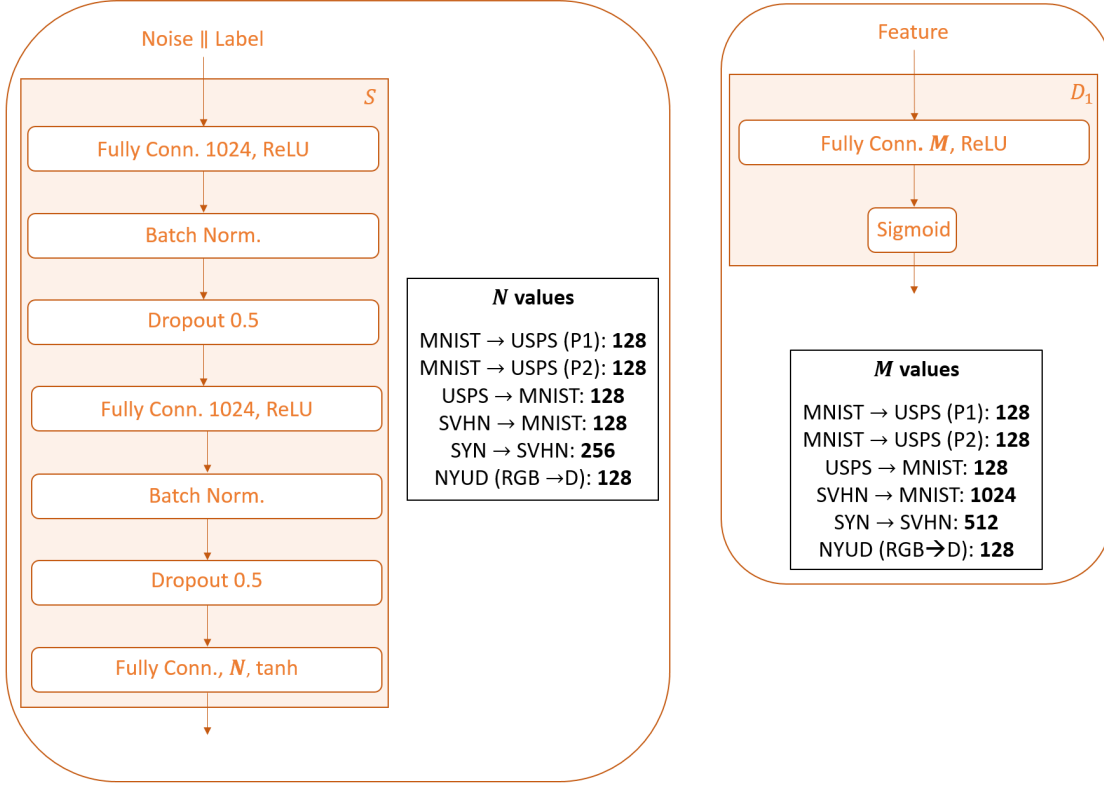 Noise ‖ Label
S
Fully Conn. 1024, ReLU
Batch Norm.
Dropout 0.5
Fully Conn. 1024, ReLU
Batch Norm.
Dropout 0.5
Fully Conn., N, tanh
N values
MNIST → USPS (P1): 128
MNIST → USPS (P2): 128
USPS → MNIST: 128
SVHN → MNIST: 128
SYN → SVHN: 256
NYUD (RGB →D): 128
Feature
D₁
Fully Conn. M, ReLU
Sigmoid
M values
MNIST → USPS (P1): 128
MNIST → USPS (P2): 128
USPS → MNIST: 128
SVHN → MNIST: 1024
SYN → SVHN: 512
NYUD (RGB→D): 128